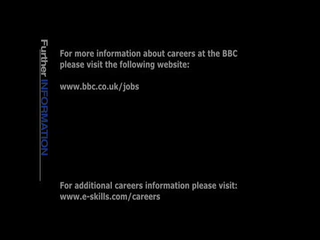 Further INFORMATION
For more information about careers at the BBC
please visit the following website:
www.bbc.co.uk/jobs
For additional careers information please visit:
www.e-skills.com/careers